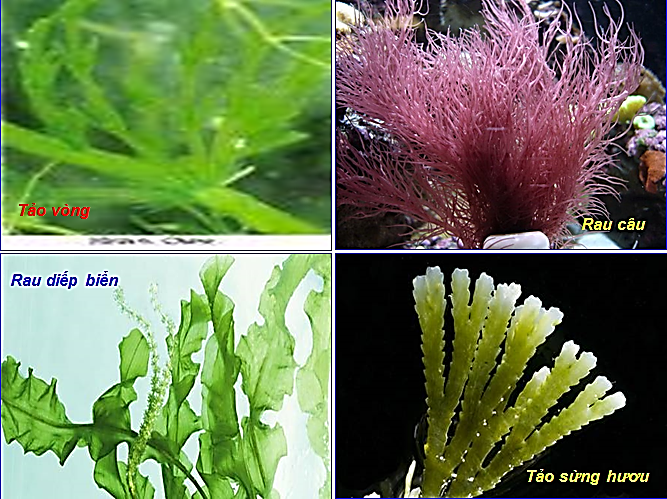 Tảo vòng
Rau câu
Rau diếp biển
Tảo sừng hươu